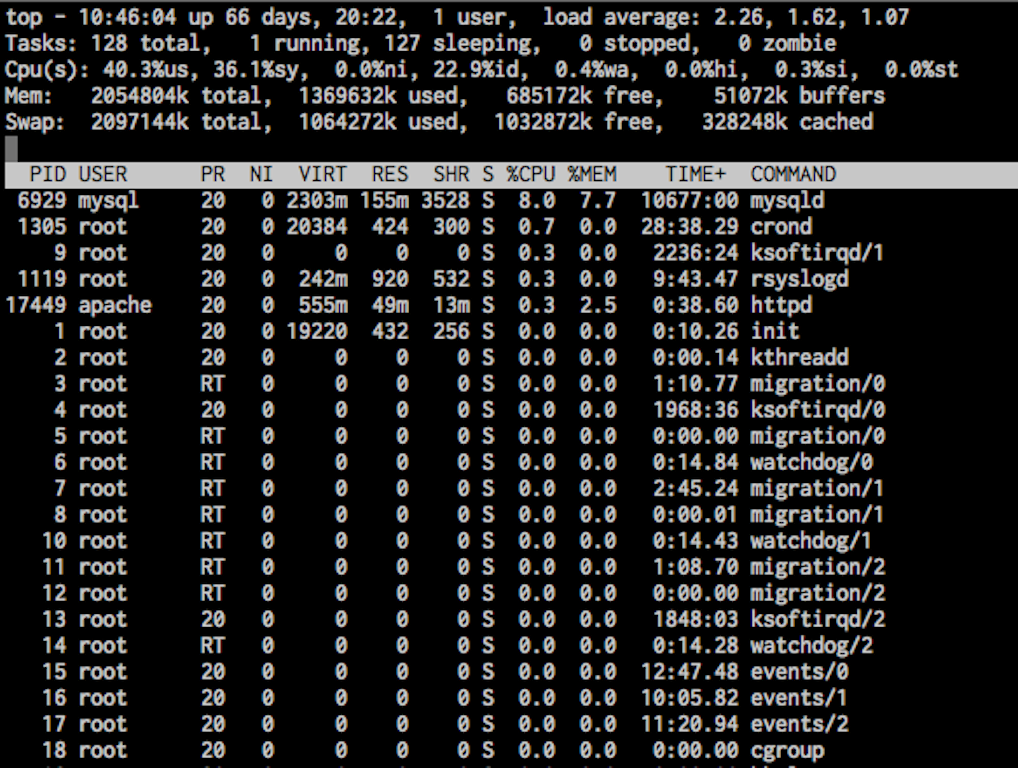 top - 10:46:04 up 66 days, 20:22,  1 user,  load average: 2.26, 1.62, 1.07
Tasks: 128 total,   1 running, 127 sleeping,   0 stopped,   0 zombie
Cpu(s): 40.3%us, 36.1%sy,  0.0%ni, 22.9%id,  0.4%wa,  0.0%hi,  0.3%si,  0.0%st
Mem:   2054804k total,  1369632k used,   685172k free,    51072k buffers
Swap:  2097144k total,  1064272k used,  1032872k free,   328248k cached
PID USER      PR  NI  VIRT  RES  SHR S %CPU %MEM    TIME+  COMMAND
6929 mysql     20   0 2303m 155m 3528 S  8.0  7.7  10677:00 mysqld
1305 root      20   0 20384  424  300 S  0.7  0.0  28:38.29 crond
9 root      20   0     0    0    0 S  0.3  0.0   2236:24 ksoftirqd/1
1119 root      20   0  242m  920  532 S  0.3  0.0   9:43.47 rsyslogd
17449 apache    20   0  555m  49m  13m S  0.3  2.5   0:38.60 httpd
1 root      20   0 19220  432  256 S  0.0  0.0   0:10.26 init
2 root      20   0     0    0    0 S  0.0  0.0   0:00.14 kthreadd
3 root      RT   0     0    0    0 S  0.0  0.0   1:10.77 migration/0
4 root      20   0     0    0    0 S  0.0  0.0   1968:36 ksoftirqd/0
5 root      RT   0     0    0    0 S  0.0  0.0   0:00.00 migration/0
6 root      RT   0     0    0    0 S  0.0  0.0   0:14.84 watchdog/0
7 root      RT   0     0    0    0 S  0.0  0.0   2:45.24 migration/1
8 root      RT   0     0    0    0 S  0.0  0.0   0:00.01 migration/1
10 root      RT   0     0    0    0 S  0.0  0.0   0:14.43 watchdog/1
11 root      RT   0     0    0    0 S  0.0  0.0   1:08.70 migration/2
12 root      RT   0     0    0    0 S  0.0  0.0   0:00.00 migration/2
13 root      20   0     0    0    0 S  0.0  0.0   1848:03 ksoftirqd/2
14 root      RT   0     0    0    0 S  0.0  0.0   0:14.28 watchdog/2
15 root      20   0     0    0    0 S  0.0  0.0  12:47.48 events/0
16 root      20   0     0    0    0 S  0.0  0.0  10:05.82 events/1
17 root      20   0     0    0    0 S  0.0  0.0  11:20.94 events/2
18 root      20   0     0    0    0 S  0.0  0.0   0:00.00 cgroup